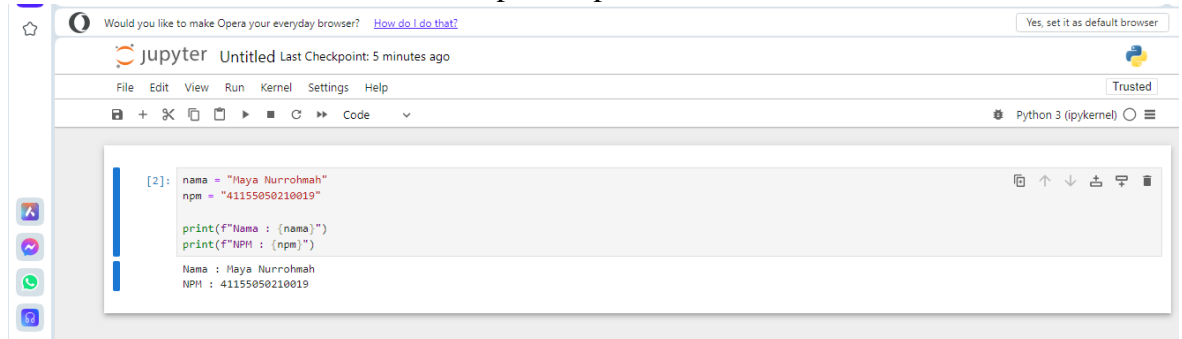 Would you like to make Opera your everyday browser? How do I do that? Yes, set it as default browser
jupyter Untitled Last Checkpoint: 5 minutes ago
File Edit View Run Kernel Settings Help Trusted
Code Python 3 (ipykernel)
[2]: nama = "Maya Nurrohmah"
npm = "41155050210019"
print(f"Nama : {nama}")
print(f"NPM : {npm}")
Nama : Maya Nurrohmah
NPM : 41155050210019